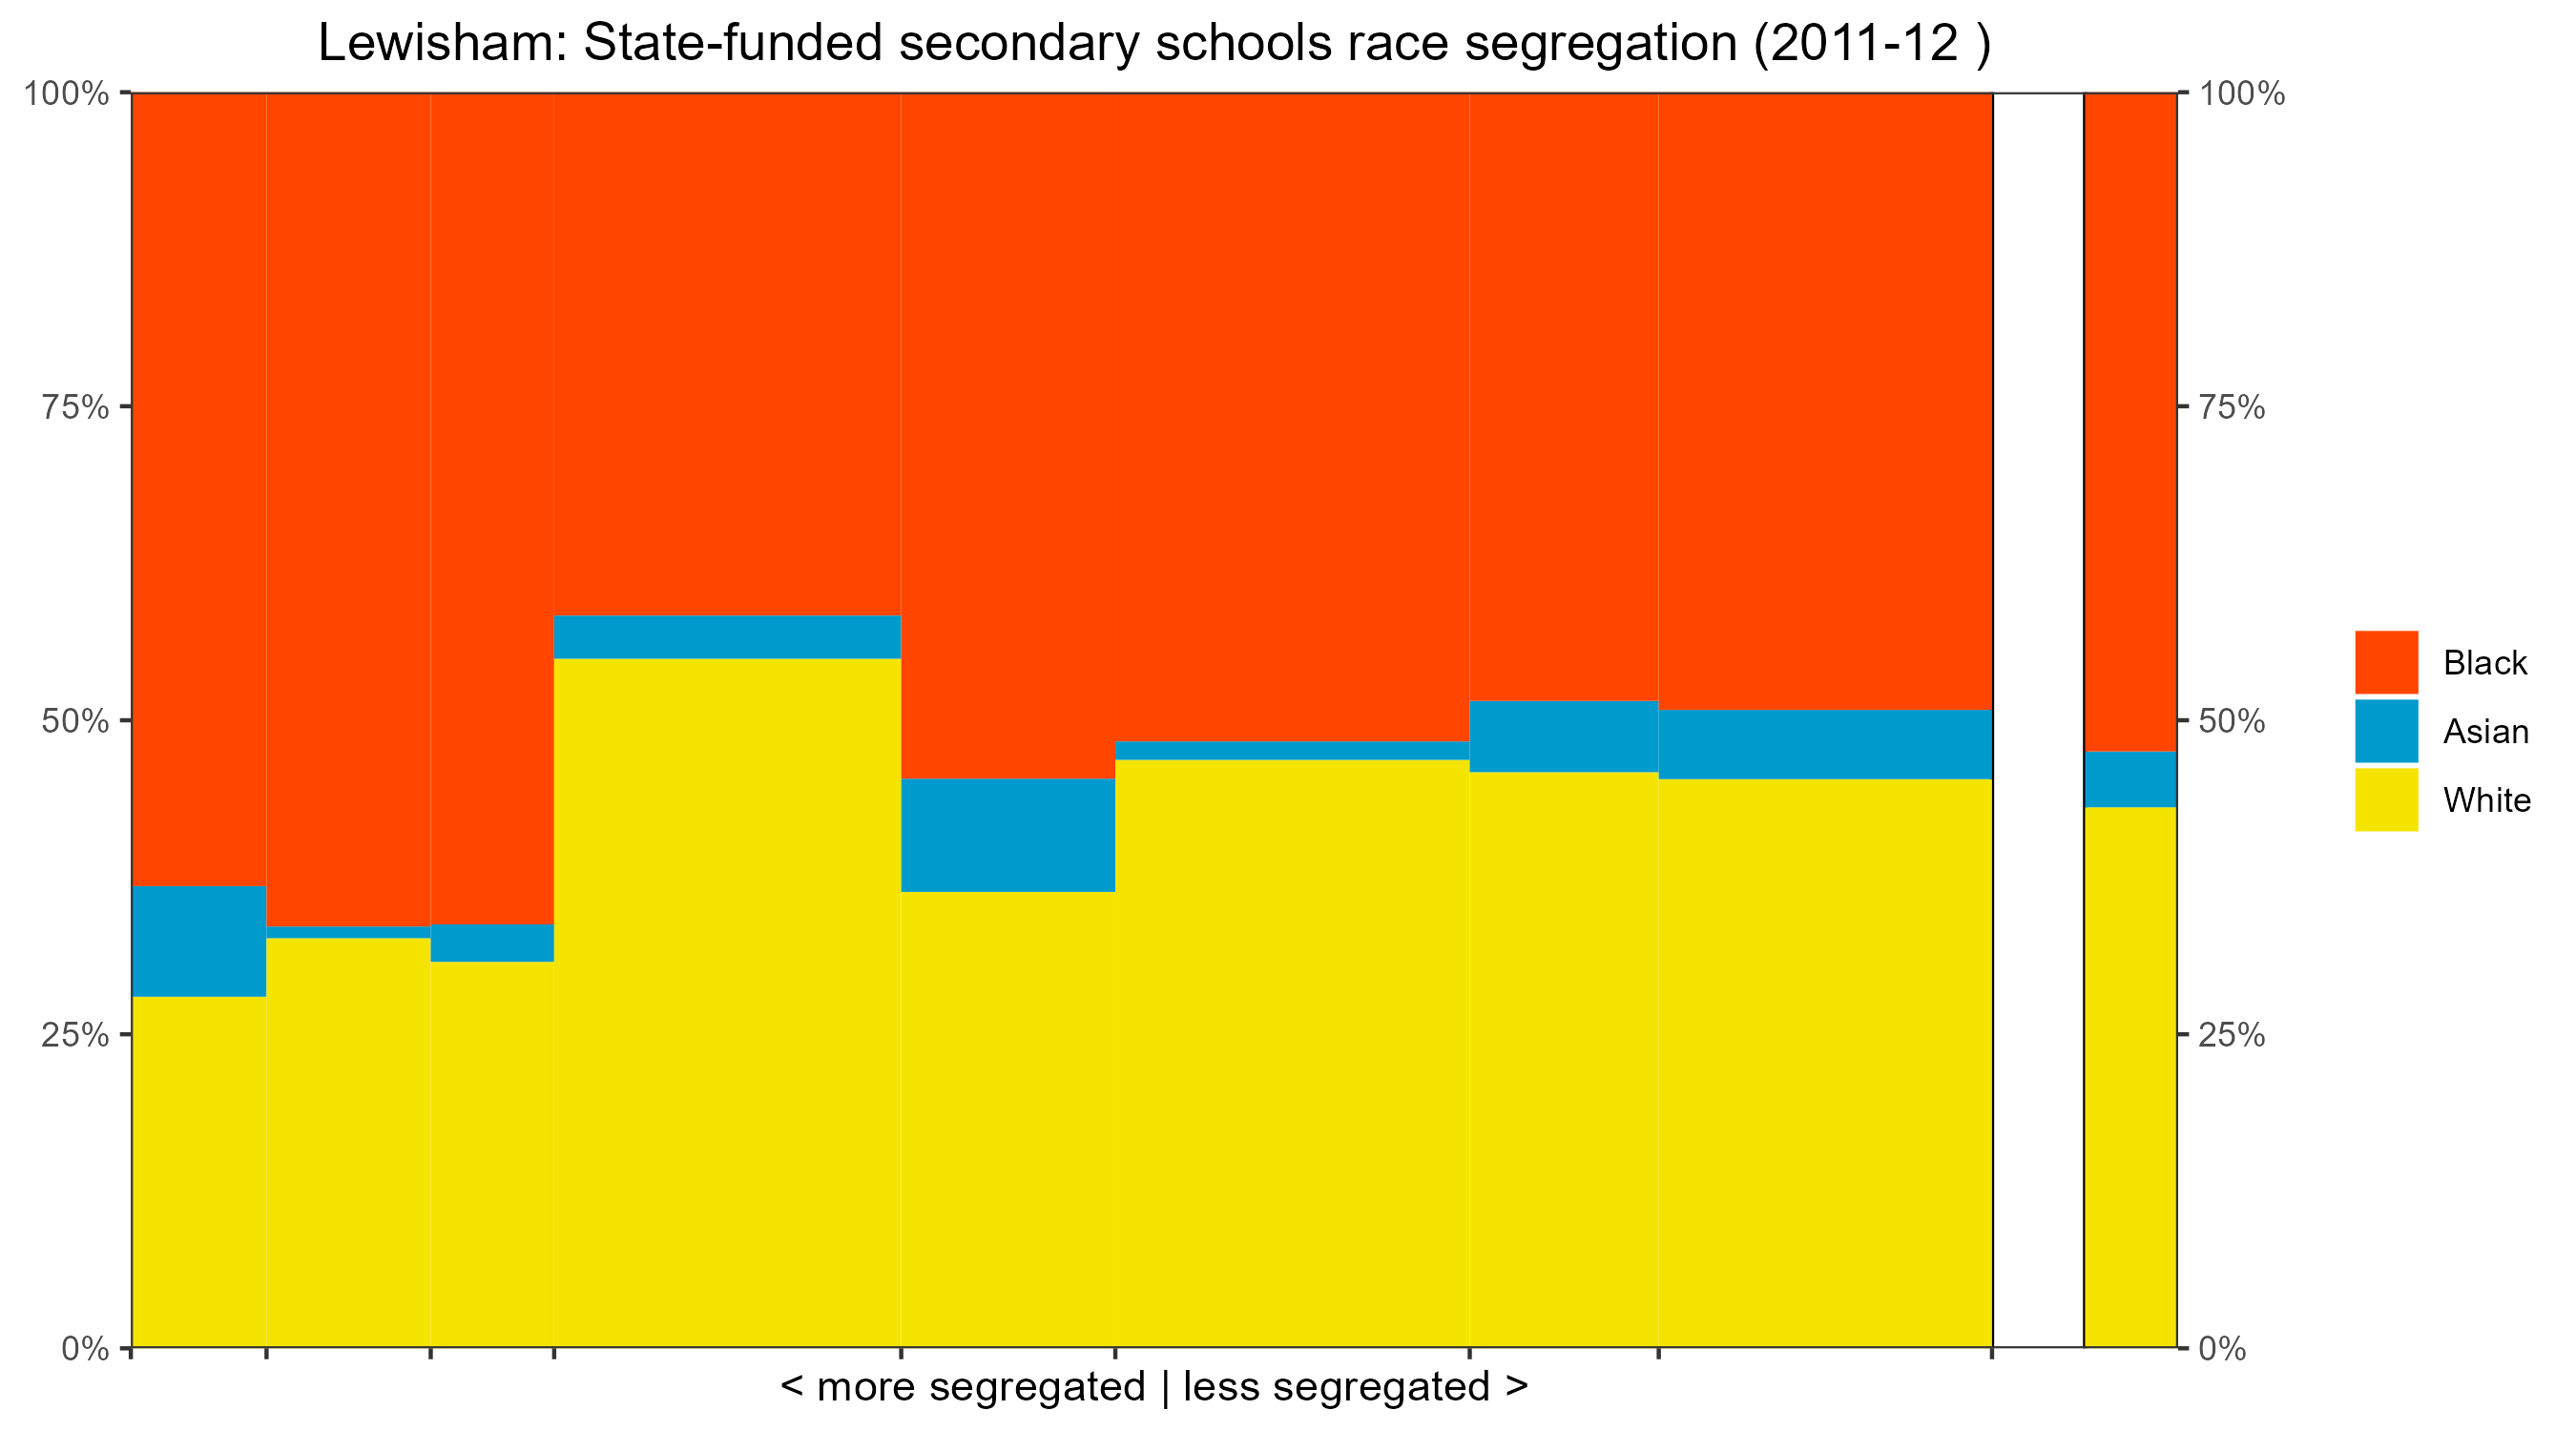 Lewisham: State-funded secondary schools race segregation (2011-12 )
100%
75%
50%
25%
0%
100%
75%
50%
25%
0%
Black
Asian
White
< more segregated | less segregated >